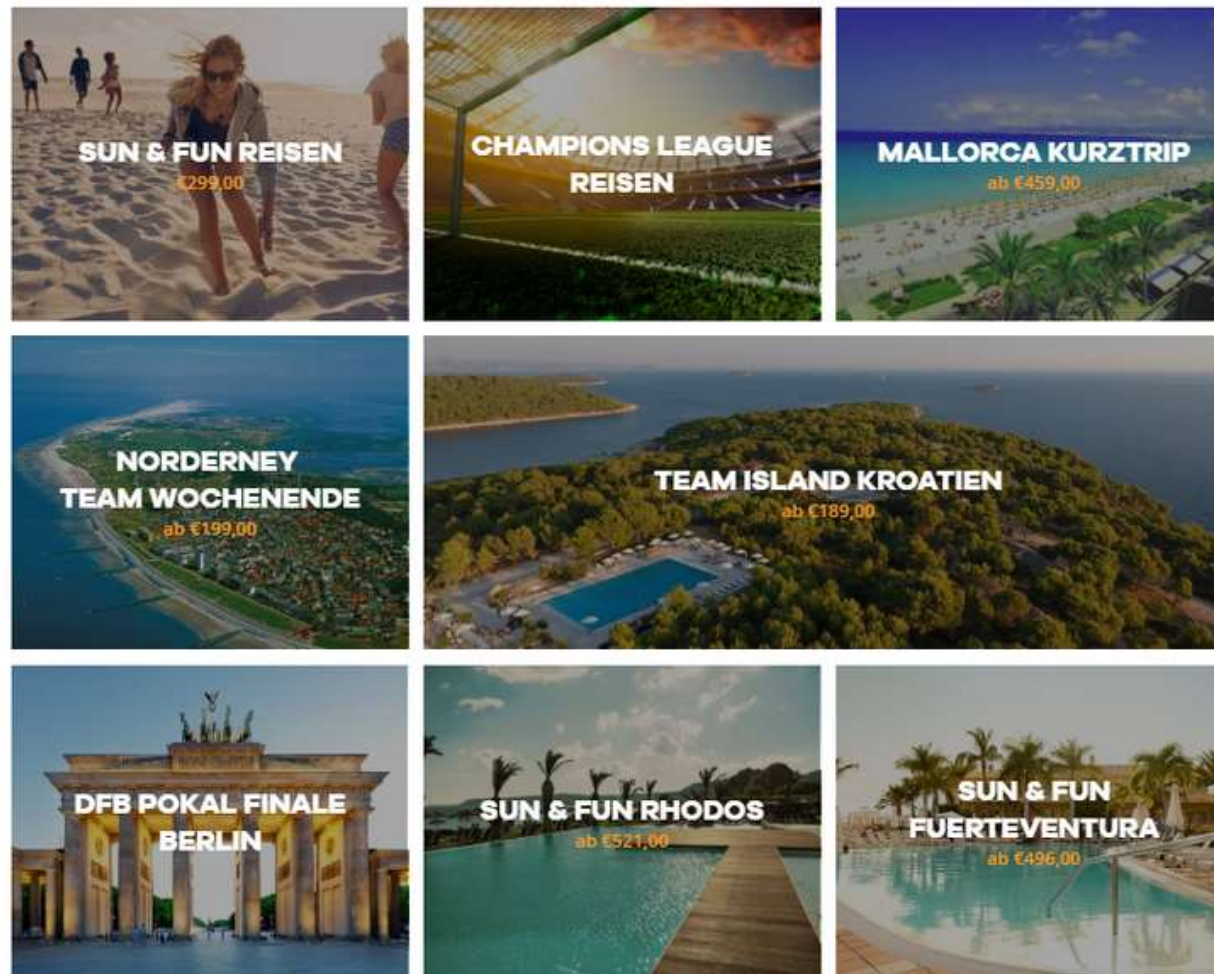 SUN & FUN REISEN
€299,00
CHAMPIONS LEAGUE
REISEN
MALLORCA KURZTRIP
ab €459,00
NORDERNEY
TEAM WOCHENENDE
ab €199,00
TEAM ISLAND KROATIEN
ab €189,00
DFB POKAL FINALE
BERLIN
SUN & FUN RHODOS
ab €521,00
SUN & FUN
FUERTEVENTURA
ab €496,00